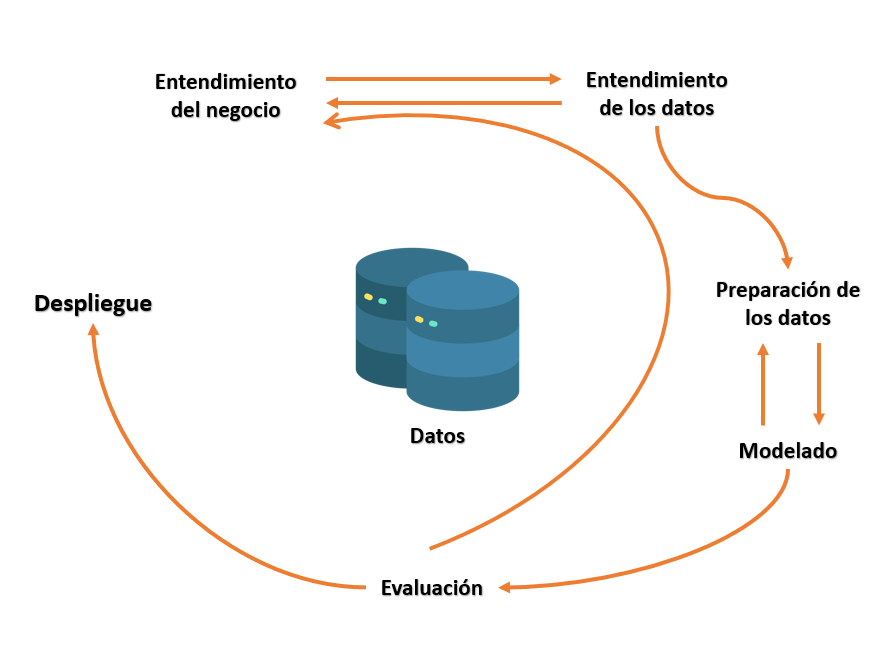 Entendimiento
del negocio
Entendimiento
de los datos
Preparación de
los datos
Despliegue
Datos
Modelado
Evaluación